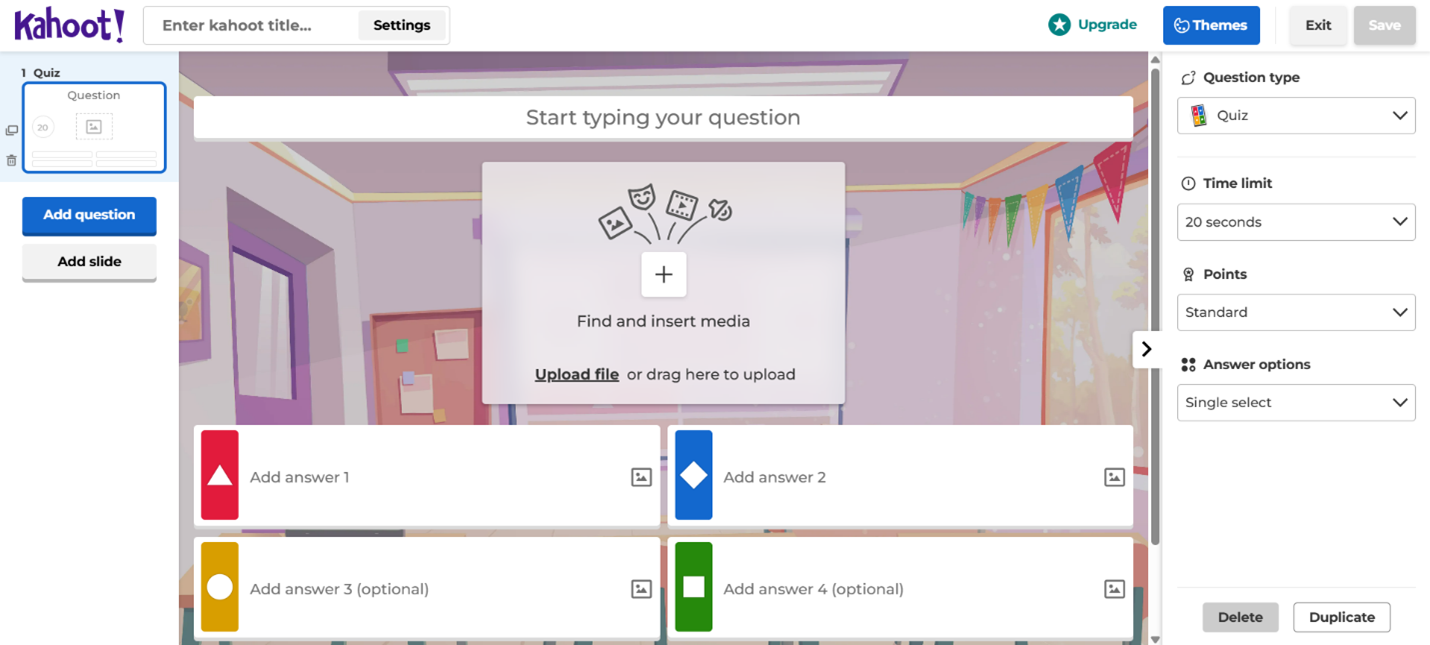 Kahoot!
Enter kahoot title...
Settings
Upgrade
Themes
Exit
Save
1 Quiz
Question
20
Add question
Add slide
Start typing your question
Find and insert media
Upload file or drag here to upload
Add answer 1
Add answer 2
Add answer 3 (optional)
Add answer 4 (optional)
Question type
Quiz
Time limit
20 seconds
Points
Standard
Answer options
Single select
Delete
Duplicate